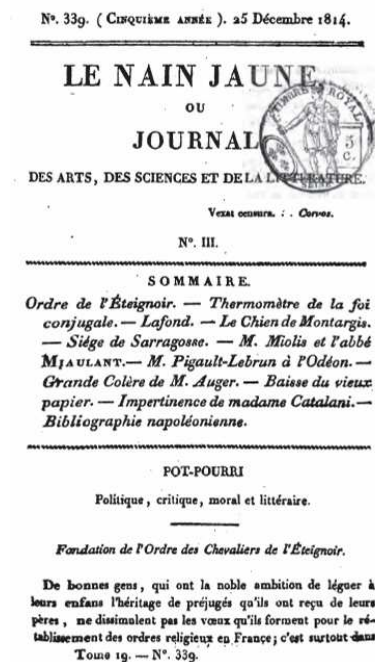 N°. 339. ( CINQUIÈME ANNÉE ). 25 Décembre 1814.
LE NAIN JAUNE
OU
JOURNAL
DES ARTS, DES SCIENCES ET DE LA LITTÉRATURE.
TIMBRE ROYAL
5
C.
SEINE
Vexat censura. : . Corvos.
N°. III.
SOMMAIRE.
Ordre de l'Éteignoir. — Thermomètre de la foi
conjugale. — Lafond. — Le Chien de Montargis.
— Siége de Sarragosse. — M. Miolis et l'abbé
MJAULANT. — M. Pigault-Lebrun à l'Odéon. —
Grande Colère de M. Auger. — Baisse du vieux
papier. — Impertinence de madame Catalani. —
Bibliographie napoléonienne.
POT-POURRI
Politique, critique, moral et littéraire.
Fondation de l'Ordre des Chevaliers de l'Éteignoir.
De bonnes gens, qui ont la noble ambition de léguer à
leurs enfans l'héritage de préjugés qu'ils ont reçu de leurs
pères, ne dissimulent pas les vœux qu'ils forment pour le ré-
tablissement des ordres religieux en France; c'est surtout dans
Tome 19. — N°. 339.